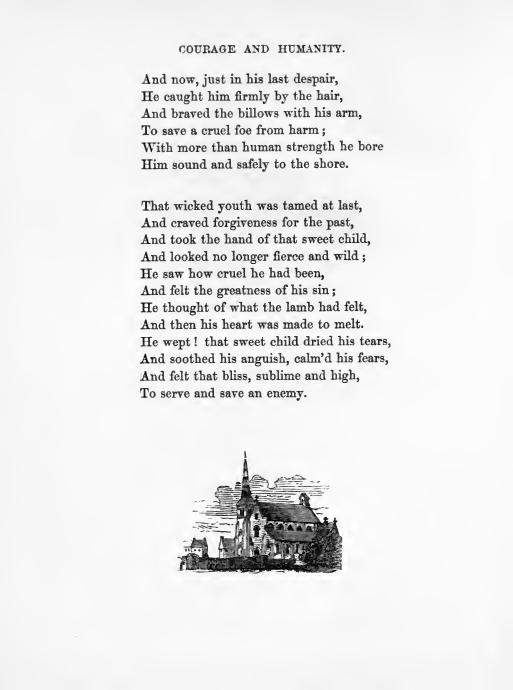 COURAGE AND HUMANITY.
And now, just in his last despair,
He caught him firmly by the hair,
And braved the billows with his arm,
To save a cruel foe from harm ;
With more than human strength he bore
Him sound and safely to the shore.
That wicked youth was tamed at last,
And craved forgiveness for the past,
And took the hand of that sweet child,
And looked no longer fierce and wild ;
He saw how cruel he had been,
And felt the greatness of his sin ;
He thought of what the lamb had felt,
And then his heart was made to melt.
He wept ! that sweet child dried his tears,
And soothed his anguish, calm'd his fears,
And felt that bliss, sublime and high,
To serve and save an enemy.